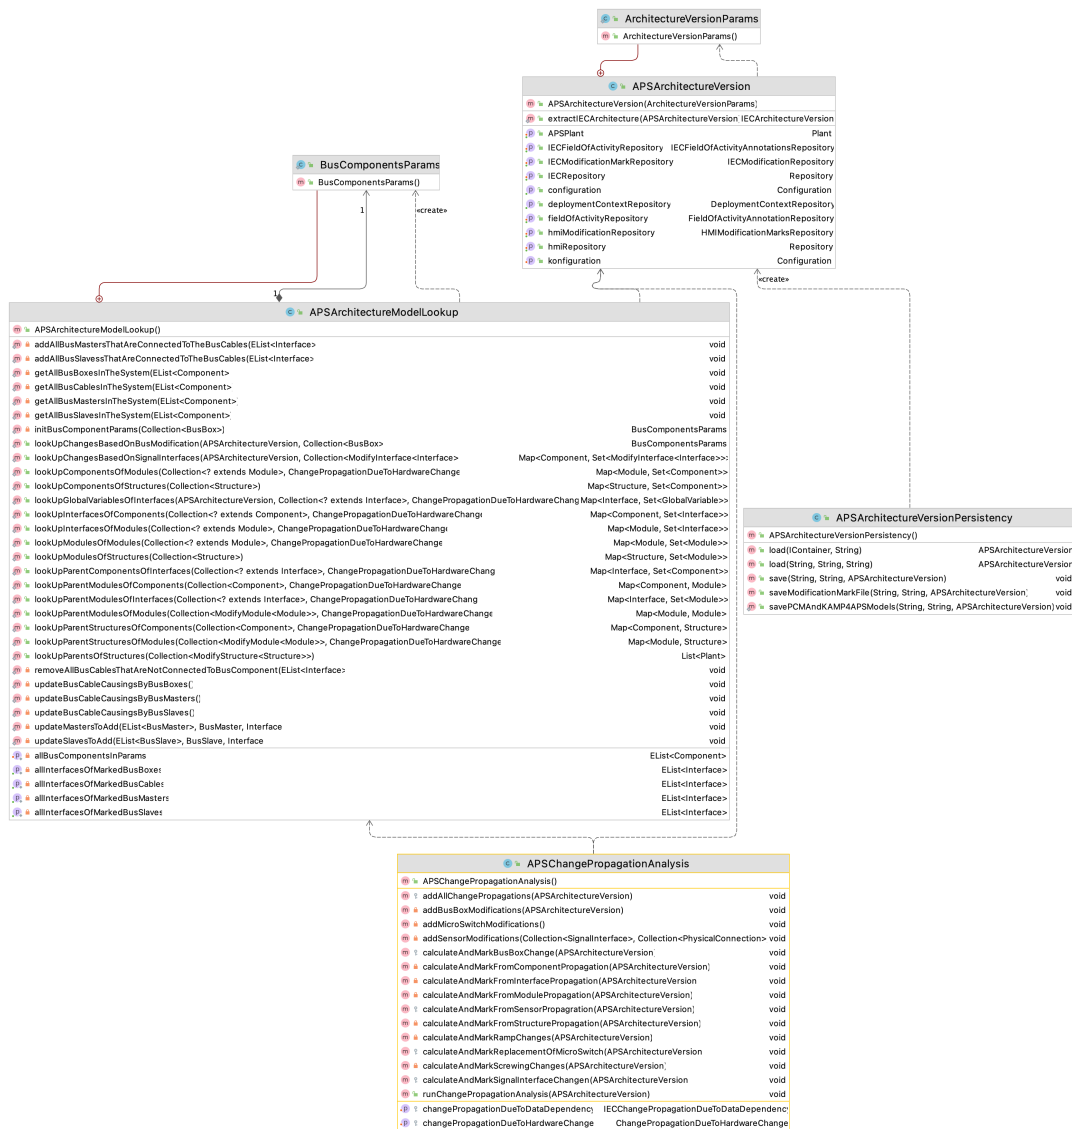 ArchitectureVersionParams
ArchitectureVersionParams()
APSArchitectureVersion
APSArchitectureVersion(ArchitectureVersionParams)
extractIECArchitecture(APSArchitectureVersion IECArchitectureVersion
APSPlant Plant
IECFieldOfActivityRepository IECFieldOfActivityAnnotationsRepository
IECModificationMarkRepository IECModificationRepository
IECRepository Repository
configuration Configuration
deploymentContextRepository DeploymentContextRepository
fieldOfActivityRepository FieldOfActivityAnnotationRepository
hmiModificationRepository HMIModificationMarksRepository
hmiRepository Repository
konfiguration Configuration
BusComponentsParams
BusComponentsParams()
1
«create»
1
«create»
APSArchitectureModelLookup
APSArchitectureModelLookup()
addAllBusMastersThatAreConnectedToTheBusCables(EList<Interface> void
addAllBusSlavessThatAreConnectedToTheBusCables(EList<Interface> void
getAllBusBoxesInTheSystem(EList<Component> void
getAllBusCablesInTheSystem(EList<Component> void
getAllBusMastersInTheSystem(EList<Component> void
getAllBusSlavesInTheSystem(EList<Component> void
initBusComponentParams(Collection<BusBox>) BusComponentsParams
lookUpChangesBasedOnBusModification(APSArchitectureVersion, Collection<BusBox> BusComponentsParams
lookUpChangesBasedOnSignalInterfaces(APSArchitectureVersion, Collection<ModifyInterface<Interface> Map<Component, Set<ModifyInterface<Interface>>>
lookUpComponentsOfModules(Collection<? extends Module>, ChangePropagationDueToHardwareChange Map<Module, Set<Component>>
lookUpComponentsOfStructures(Collection<Structure>) Map<Structure, Set<Component>>
lookUpGlobalVariablesOfInterfaces(APSArchitectureVersion, Collection<? extends Interface>, ChangePropagationDueToHardwareChang Map<Interface, Set<GlobalVariable>>
lookUpInterfacesOfComponents(Collection<? extends Component>, ChangePropagationDueToHardwareChange Map<Component, Set<Interface>>
lookUpInterfacesOfModules(Collection<? extends Module>, ChangePropagationDueToHardwareChange Map<Module, Set<Interface>>
lookUpModulesOfModules(Collection<? extends Module>, ChangePropagationDueToHardwareChange Map<Module, Set<Module>>
lookUpModulesOfStructures(Collection<Structure>) Map<Structure, Set<Module>>
lookUpParentComponentsOfInterfaces(Collection<? extends Interface>, ChangePropagationDueToHardwareChange Map<Interface, Set<Component>>
lookUpParentModulesOfComponents(Collection<Component>, ChangePropagationDueToHardwareChange Map<Component, Module>
lookUpParentModulesOfInterfaces(Collection<? extends Interface>, ChangePropagationDueToHardwareChang Map<Interface, Set<Module>>
lookUpParentModulesOfModules(Collection<ModifyModule<Module>>, ChangePropagationDueToHardwareChange Map<Module, Module>
lookUpParentStructuresOfComponents(Collection<Component>, ChangePropagationDueToHardwareChange Map<Component, Structure>
lookUpParentStructuresOfModules(Collection<ModifyModule<Module>>, ChangePropagationDueToHardwareChange Map<Module, Structure>
lookUpParentsOfStructures(Collection<ModifyStructure<Structure>>) List<Plant>
removeAllBusCablesThatAreNotConnectedToBusComponent(EList<Interface> void
updateBusCableCausingsByBusBoxes() void
updateBusCableCausingsByBusMasters() void
updateBusCableCausingsByBusSlaves() void
updateMastersToAdd(EList<BusMaster>, BusMaster, Interface void
updateSlavesToAdd(EList<BusSlave>, BusSlave, Interface void
allBusComponentsInParams EList<Component>
allInterfacesOfMarkedBusBoxes EList<Interface>
allInterfacesOfMarkedBusCables EList<Interface>
allInterfacesOfMarkedBusMasters EList<Interface>
allInterfacesOfMarkedBusSlaves EList<Interface>
APSArchitectureVersionPersistency
APSArchitectureVersionPersistency()
load(IContainer, String) APSArchitectureVersion
load(String, String, String) APSArchitectureVersion
save(String, String, APSArchitectureVersion) void
saveModificationMarkFile(String, String, APSArchitectureVersion) void
savePCMAndKAMP4APSModels(String, String, APSArchitectureVersion) void
APSChangePropagationAnalysis
APSChangePropagationAnalysis()
addAllChangePropagations(APSArchitectureVersion) void
addBusBoxModifications(APSArchitectureVersion) void
addMicroSwitchModifications() void
addSensorModifications(Collection<SignalInterface>, Collection<PhysicalConnection> void
calculateAndMarkBusBoxChange(APSArchitectureVersion) void
calculateAndMarkFromComponentPropagation(APSArchitectureVersion) void
calculateAndMarkFromInterfacePropagation(APSArchitectureVersion void
calculateAndMarkFromModulePropagation(APSArchitectureVersion) void
calculateAndMarkFromSensorPropragration(APSArchitectureVersion) void
calculateAndMarkFromStructurePropagation(APSArchitectureVersion) void
calculateAndMarkRampChanges(APSArchitectureVersion) void
calculateAndMarkReplacementOfMicroSwitch(APSArchitectureVersion void
calculateAndMarkScrewingChanges(APSArchitectureVersion) void
calculateAndMarkSignalInterfaceChangen(APSArchitectureVersion void
runChangePropagationAnalysis(APSArchitectureVersion) void
changePropagationDueToDataDependency IECChangePropagationDueToDataDependency
changePropagationDueToHardwareChange ChangePropagationDueToHardwareChange